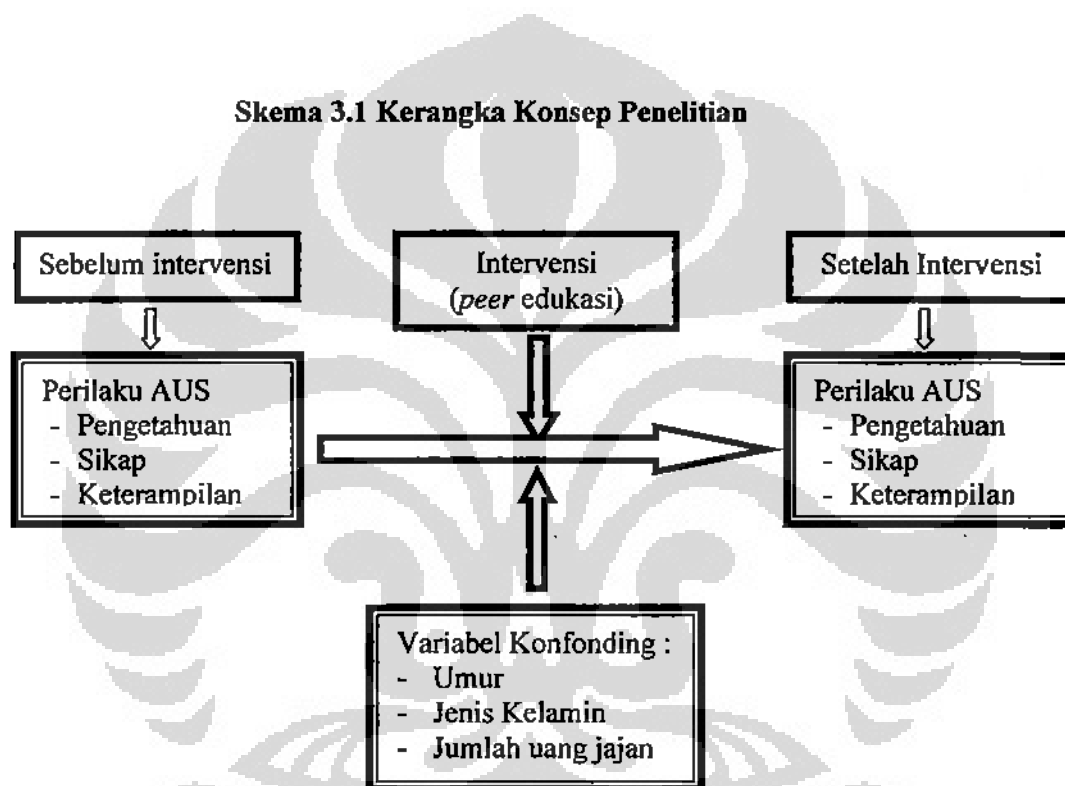 Skema 3.1 Kerangka Konsep Penelitian
Sebelum intervensi
Intervensi
(peer edukasi)
Setelah Intervensi
Perilaku AUS
- Pengetahuan
- Sikap
- Keterampilan
Perilaku AUS
- Pengetahuan
- Sikap
- Keterampilan
Variabel Konfonding :
- Umur
- Jenis Kelamin
- Jumlah uang jajan